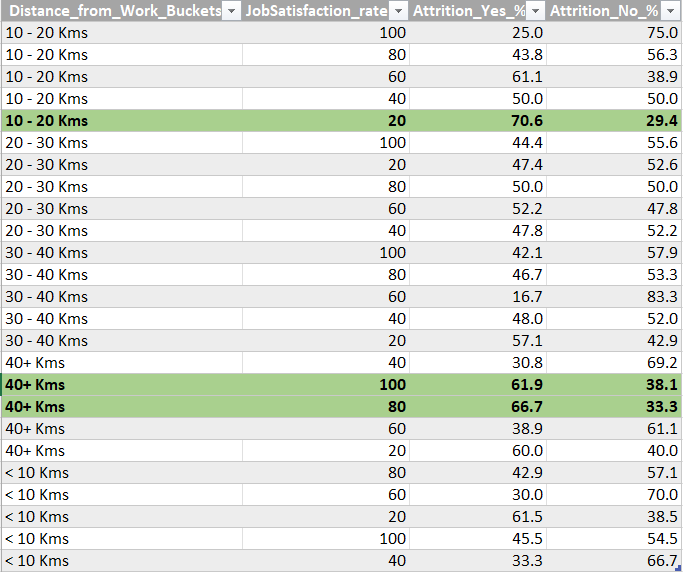 Distance_from_Work_Buckets JobSatisfaction_rate Attrition_Yes_% Attrition_No_%
10 - 20 Kms 100 25.0 75.0
10 - 20 Kms 80 43.8 56.3
10 - 20 Kms 60 61.1 38.9
10 - 20 Kms 40 50.0 50.0
10 - 20 Kms 20 70.6 29.4
20 - 30 Kms 100 44.4 55.6
20 - 30 Kms 20 47.4 52.6
20 - 30 Kms 80 50.0 50.0
20 - 30 Kms 60 52.2 47.8
20 - 30 Kms 40 47.8 52.2
30 - 40 Kms 100 42.1 57.9
30 - 40 Kms 80 46.7 53.3
30 - 40 Kms 60 16.7 83.3
30 - 40 Kms 40 48.0 52.0
30 - 40 Kms 20 57.1 42.9
40+ Kms 40 30.8 69.2
40+ Kms 100 61.9 38.1
40+ Kms 80 66.7 33.3
40+ Kms 60 38.9 61.1
40+ Kms 20 60.0 40.0
< 10 Kms 80 42.9 57.1
< 10 Kms 60 30.0 70.0
< 10 Kms 20 61.5 38.5
< 10 Kms 100 45.5 54.5
< 10 Kms 40 33.3 66.7